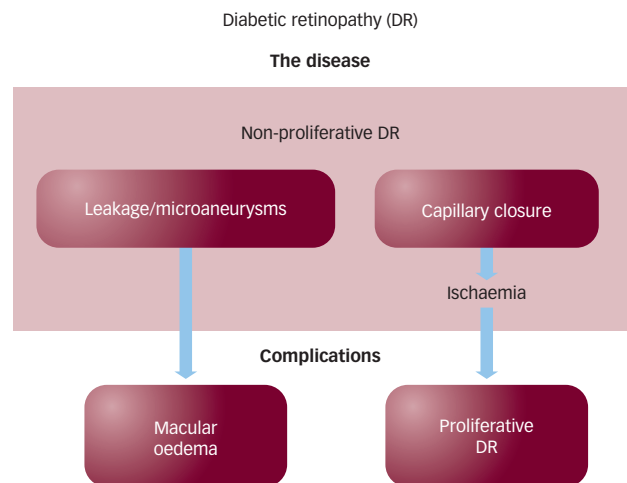 Diabetic retinopathy (DR)
The disease
Non-proliferative DR
Leakage/microaneurysms
Capillary closure
Ischaemia
Complications
Macular
oedema
Proliferative
DR